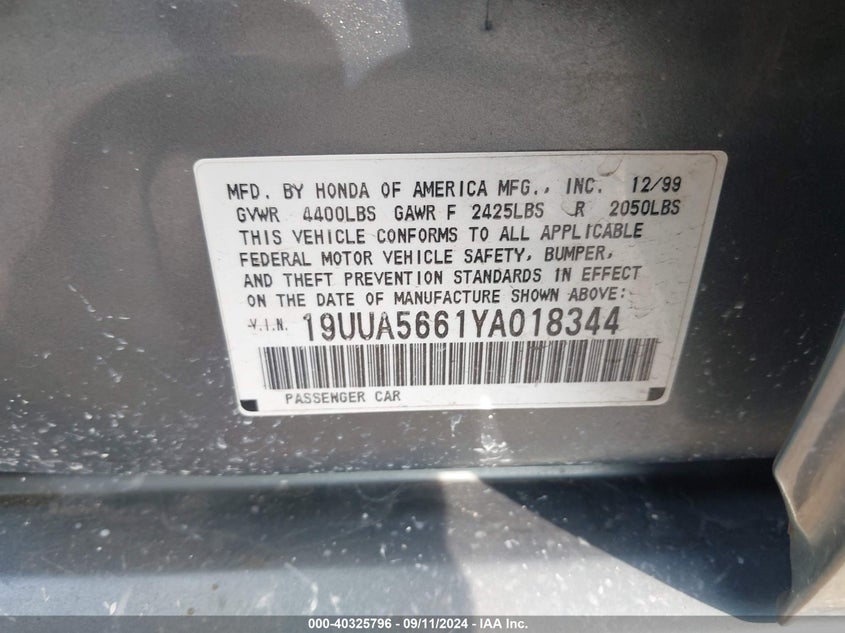 MFD. BY HONDA OF AMERICA MFG., INC. 12/99
GVWR 4400LBS GAWR F 2425LBS R 2050LBS
THIS VEHICLE CONFORMS TO ALL APPLICABLE
FEDERAL MOTOR VEHICLE SAFETY, BUMPER,
AND THEFT PREVENTION STANDARDS IN EFFECT
ON THE DATE OF MANUFACTURE SHOWN ABOVE:
V.I.N. 19UUA5661YA018344
PASSENGER CAR
000-40325796 - 09/11/2024 - IAA Inc.